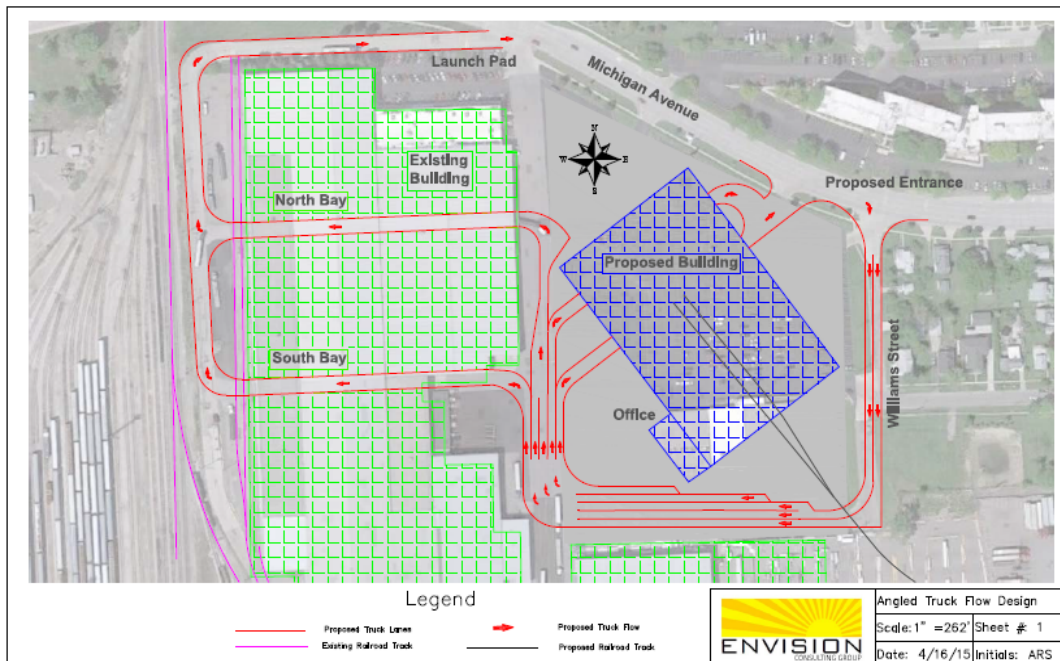 Launch Pad
Michigan Avenue
N
W
E
S
Existing
Building
Proposed Entrance
North Bay
Proposed Building
South Bay
Office
Williams Street
Legend
Proposed Truck Lanes
Proposed Truck Flow
Existing Railroad Track
Proposed Railroad Track
ENVISION
CONSULTING GROUP
Angled Truck Flow Design
Scale: 1" =262' Sheet #: 1
Date: 4/16/15 Initials: ARS